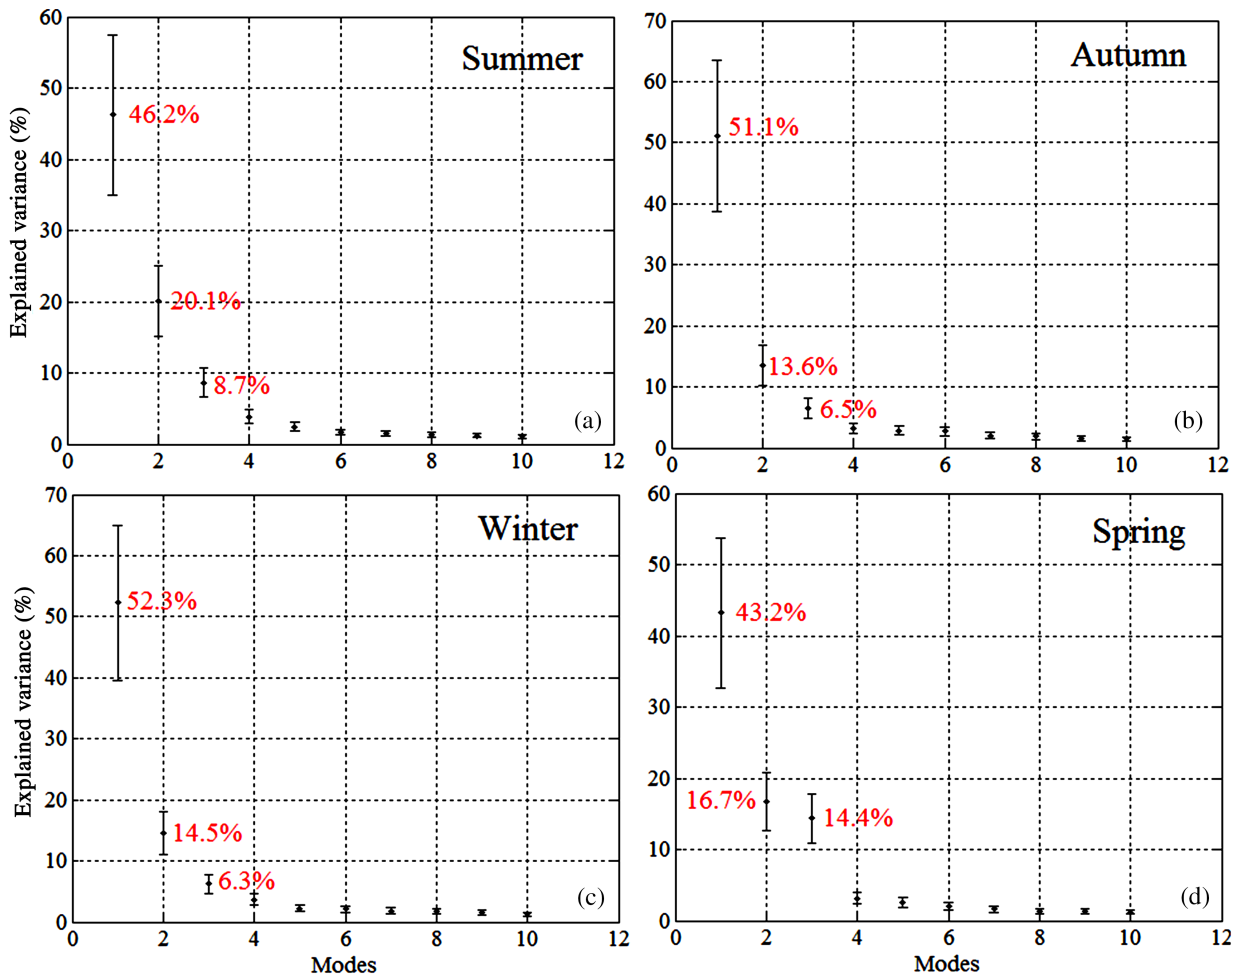 Summer
Explained variance (%)
60
50
40
30
20
10
0
46.2%
20.1%
8.7%
(a)
0 2 4 6 8 10 12
Autumn
70
60
50
40
30
20
10
0
51.1%
13.6%
6.5%
(b)
0 2 4 6 8 10 12
Winter
Explained variance (%)
70
60
50
40
30
20
10
0
52.3%
14.5%
6.3%
(c)
0 2 4 6 8 10 12
Modes
Spring
60
50
40
30
20
10
0
43.2%
16.7%
14.4%
(d)
0 2 4 6 8 10 12
Modes